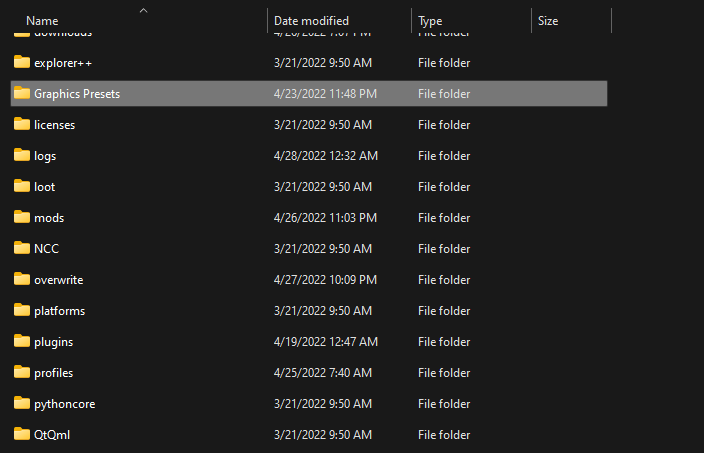 Name Date modified Type Size
downloads 4/26/2022 7:07 PM File folder
explorer++ 3/21/2022 9:50 AM File folder
Graphics Presets 4/23/2022 11:48 PM File folder
licenses 3/21/2022 9:50 AM File folder
logs 4/28/2022 12:32 AM File folder
loot 3/21/2022 9:50 AM File folder
mods 4/26/2022 11:03 PM File folder
NCC 3/21/2022 9:50 AM File folder
overwrite 4/27/2022 10:09 PM File folder
platforms 3/21/2022 9:50 AM File folder
plugins 4/19/2022 12:47 AM File folder
profiles 4/25/2022 7:40 AM File folder
pythoncore 3/21/2022 9:50 AM File folder
QtQml 3/21/2022 9:50 AM File folder